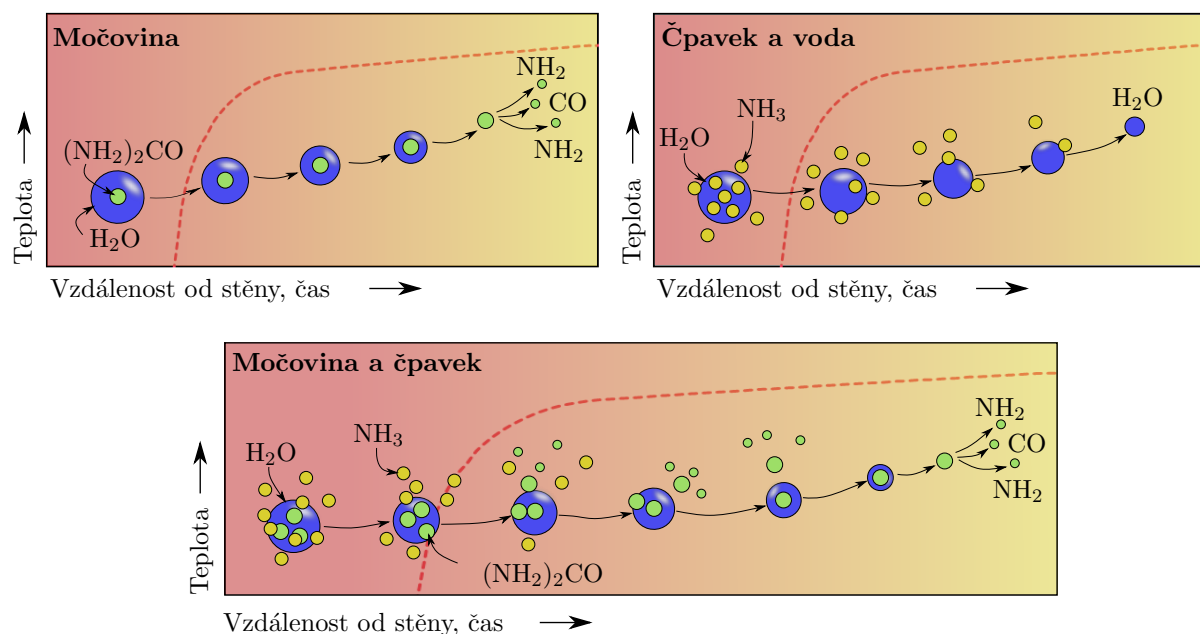 Močovina
NH₂
CO
NH₂
(NH₂)₂CO
H₂O
Teplota
Vzdálenost od stěny, čas
Čpavek a voda
NH₃
H₂O
H₂O
Teplota
Vzdálenost od stěny, čas
Močovina a čpavek
H₂O
NH₃
(NH₂)₂CO
NH₂
CO
NH₂
Teplota
Vzdálenost od stěny, čas